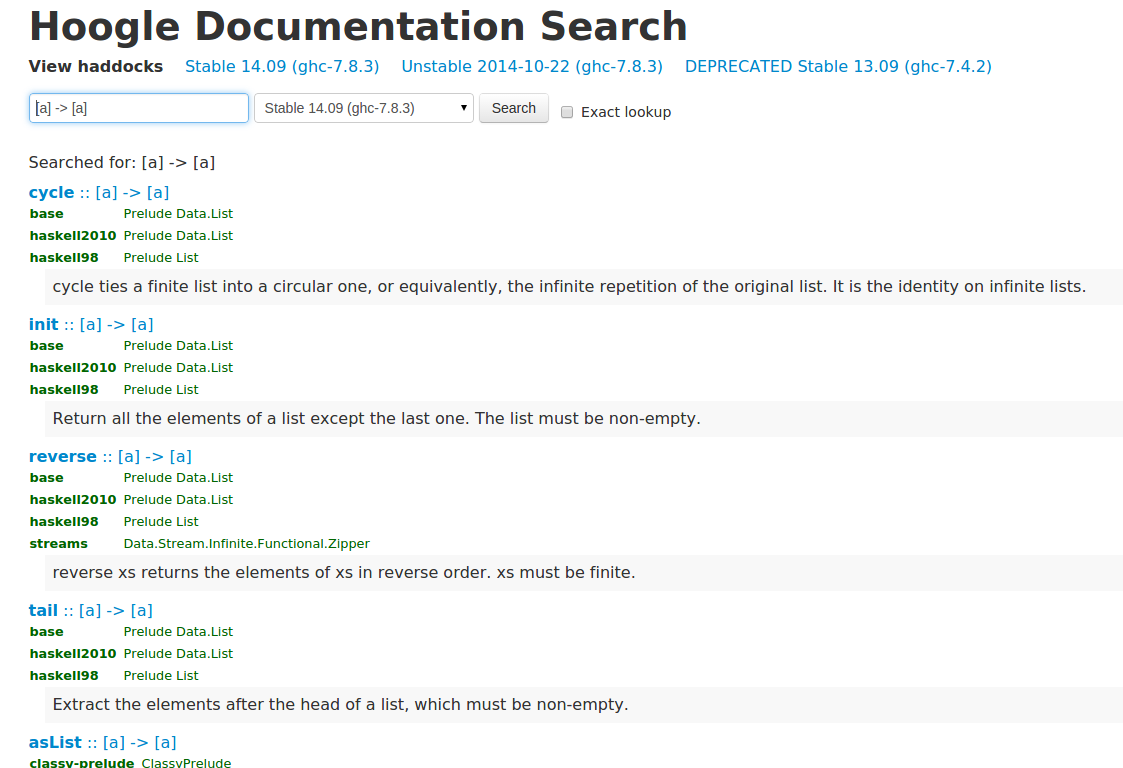 Hoogle Documentation Search
View haddocks Stable 14.09 (ghc-7.8.3) Unstable 2014-10-22 (ghc-7.8.3) DEPRECATED Stable 13.09 (ghc-7.4.2)
[a] -> [a] Stable 14.09 (ghc-7.8.3) Search Exact lookup
Searched for: [a] -> [a]
cycle :: [a] -> [a]
base Prelude Data.List
haskell2010 Prelude Data.List
haskell98 Prelude List
cycle ties a finite list into a circular one, or equivalently, the infinite repetition of the original list. It is the identity on infinite lists.
init :: [a] -> [a]
base Prelude Data.List
haskell2010 Prelude Data.List
haskell98 Prelude List
Return all the elements of a list except the last one. The list must be non-empty.
reverse :: [a] -> [a]
base Prelude Data.List
haskell2010 Prelude Data.List
haskell98 Prelude List
streams Data.Stream.Infinite.Functional.Zipper
reverse xs returns the elements of xs in reverse order. xs must be finite.
tail :: [a] -> [a]
base Prelude Data.List
haskell2010 Prelude Data.List
haskell98 Prelude List
Extract the elements after the head of a list, which must be non-empty.
asList :: [a] -> [a]
classy-prelude ClassyPrelude